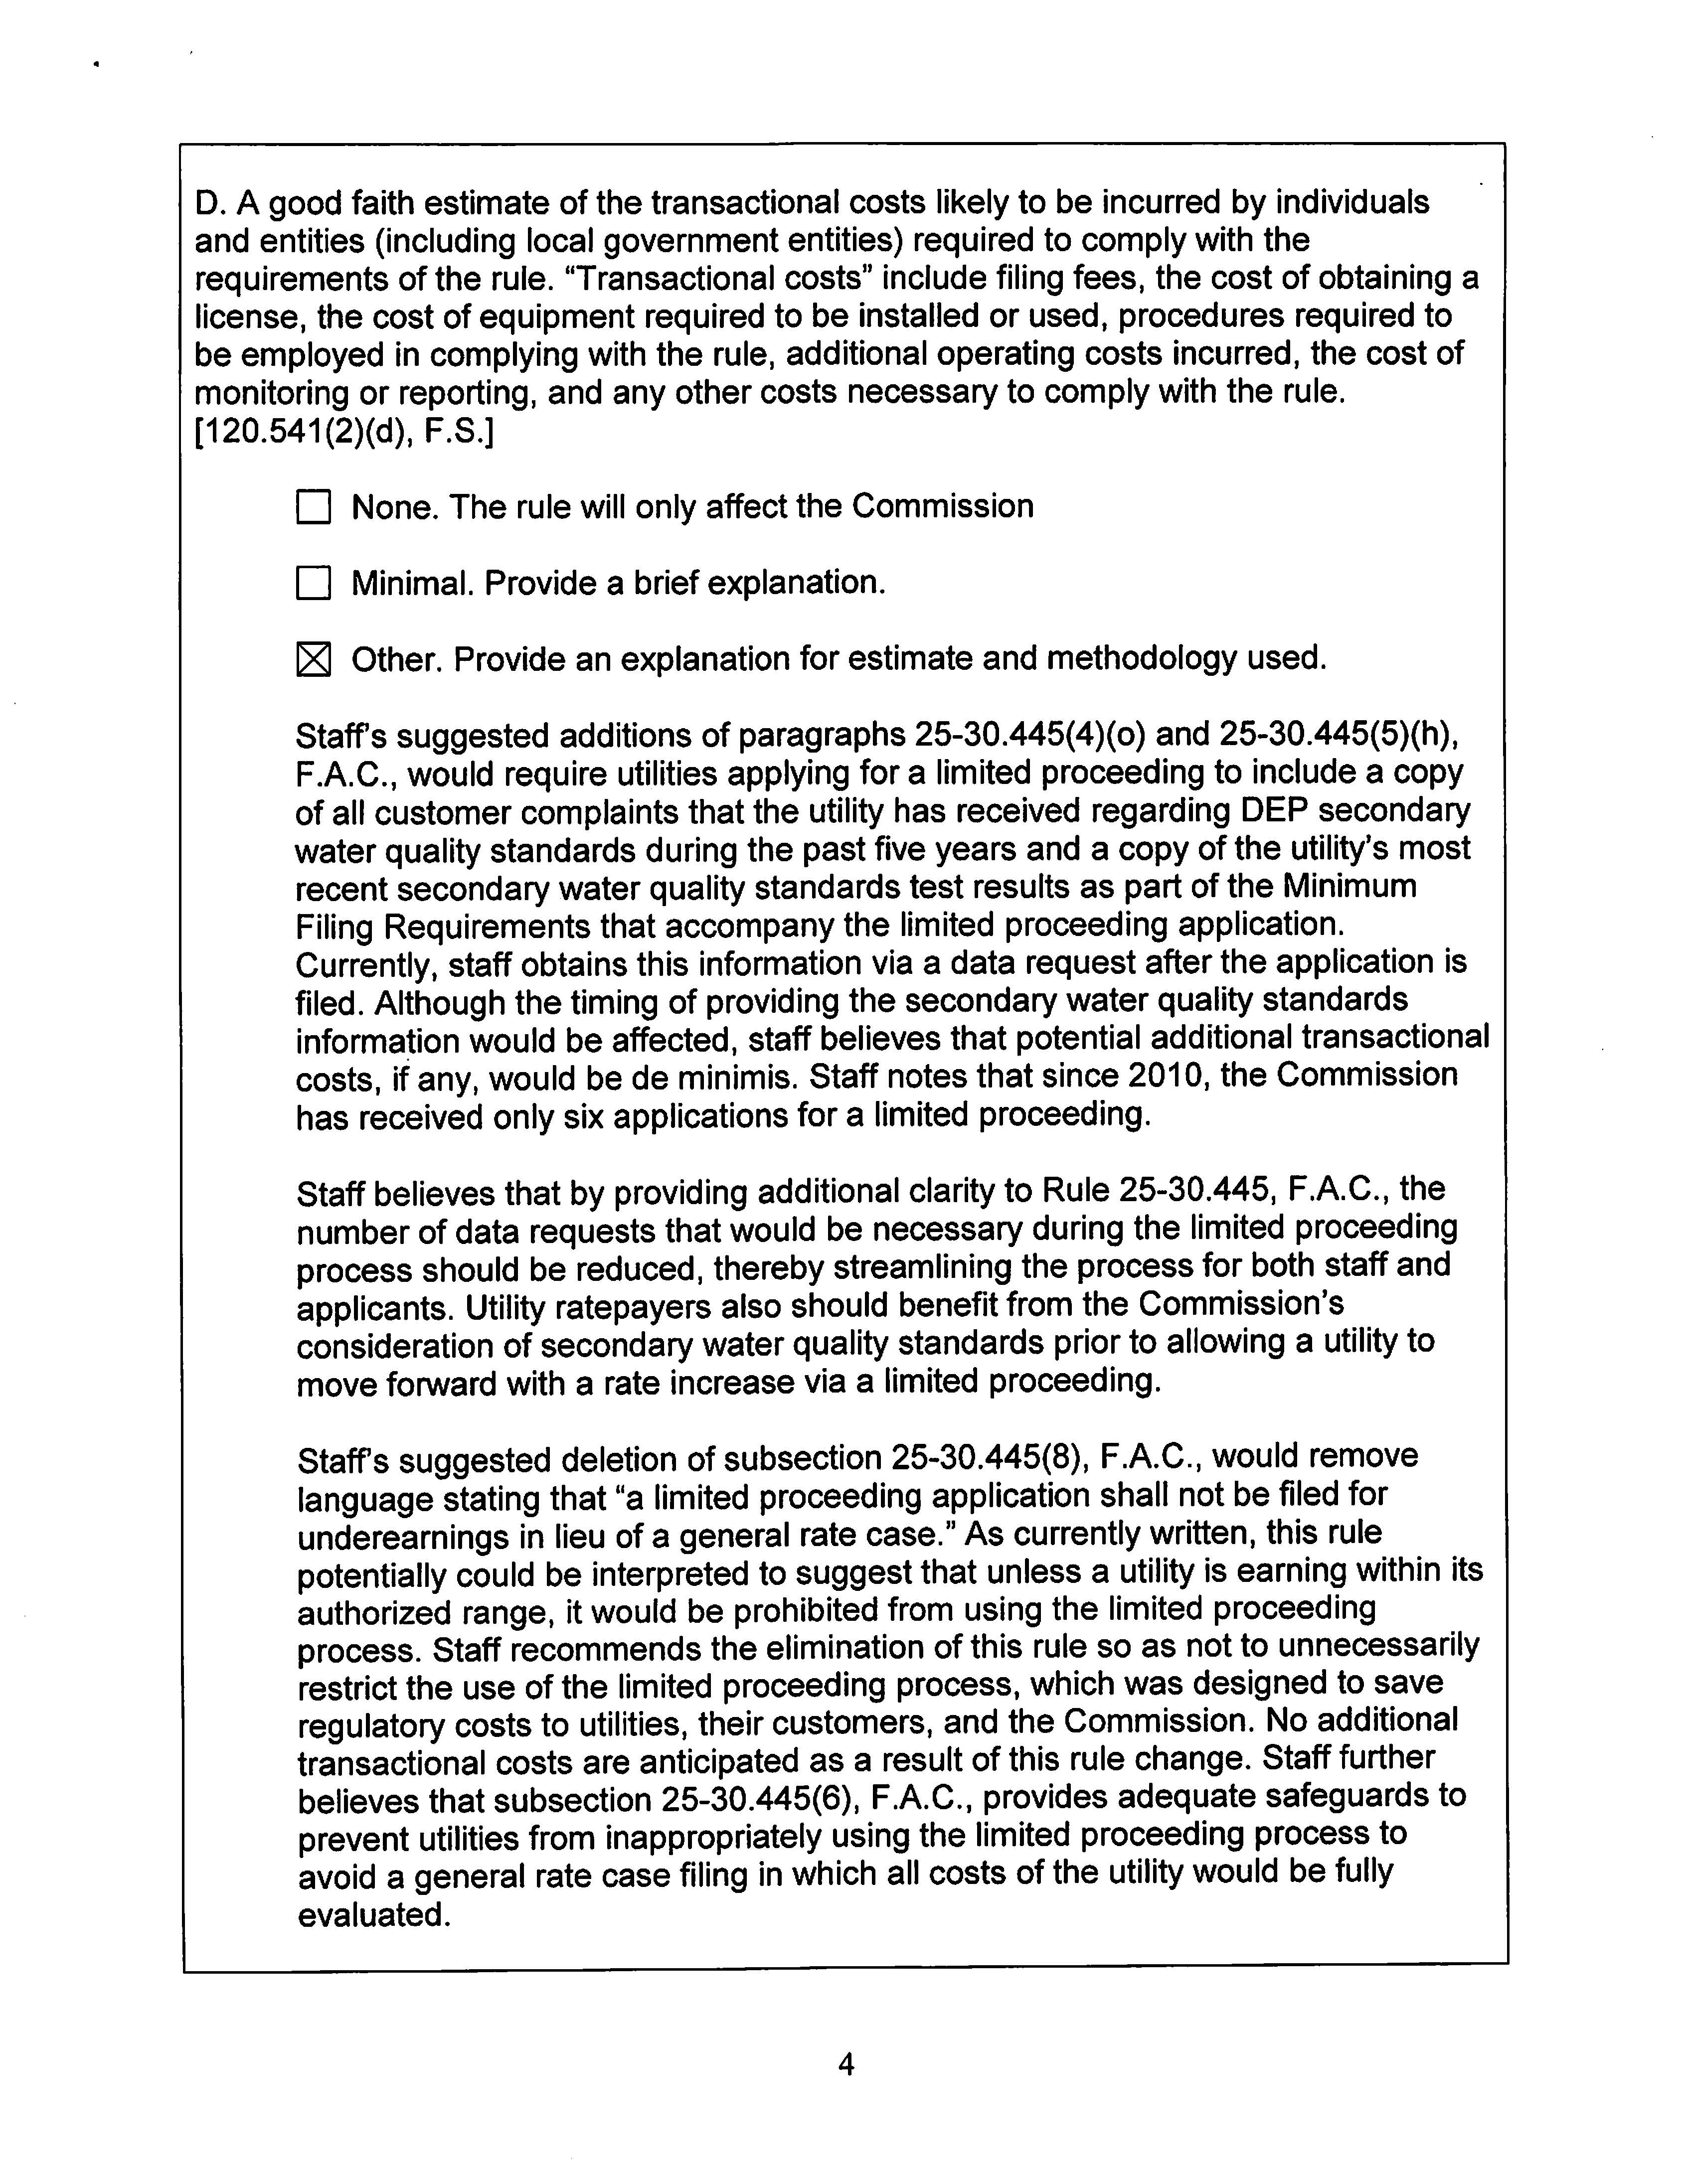 D. A good faith estimate of the transactional costs likely to be incurred by individuals
and entities (including local government entities) required to comply with the
requirements of the rule. “Transactional costs” include filing fees, the cost of obtaining a
license, the cost of equipment required to be installed or used, procedures required to
be employed in complying with the rule, additional operating costs incurred, the cost of
monitoring or reporting, and any other costs necessary to comply with the rule.
[120.541(2)(d), F.S.]
☐ None. The rule will only affect the Commission
☐ Minimal. Provide a brief explanation.
☒ Other. Provide an explanation for estimate and methodology used.
Staff's suggested additions of paragraphs 25-30.445(4)(o) and 25-30.445(5)(h),
F.A.C., would require utilities applying for a limited proceeding to include a copy
of all customer complaints that the utility has received regarding DEP secondary
water quality standards during the past five years and a copy of the utility's most
recent secondary water quality standards test results as part of the Minimum
Filing Requirements that accompany the limited proceeding application.
Currently, staff obtains this information via a data request after the application is
filed. Although the timing of providing the secondary water quality standards
information would be affected, staff believes that potential additional transactional
costs, if any, would be de minimis. Staff notes that since 2010, the Commission
has received only six applications for a limited proceeding.
Staff believes that by providing additional clarity to Rule 25-30.445, F.A.C., the
number of data requests that would be necessary during the limited proceeding
process should be reduced, thereby streamlining the process for both staff and
applicants. Utility ratepayers also should benefit from the Commission's
consideration of secondary water quality standards prior to allowing a utility to
move forward with a rate increase via a limited proceeding.
Staff's suggested deletion of subsection 25-30.445(8), F.A.C., would remove
language stating that “a limited proceeding application shall not be filed for
underearnings in lieu of a general rate case.” As currently written, this rule
potentially could be interpreted to suggest that unless a utility is earning within its
authorized range, it would be prohibited from using the limited proceeding
process. Staff recommends the elimination of this rule so as not to unnecessarily
restrict the use of the limited proceeding process, which was designed to save
regulatory costs to utilities, their customers, and the Commission. No additional
transactional costs are anticipated as a result of this rule change. Staff further
believes that subsection 25-30.445(6), F.A.C., provides adequate safeguards to
prevent utilities from inappropriately using the limited proceeding process to
avoid a general rate case filing in which all costs of the utility would be fully
evaluated.
4